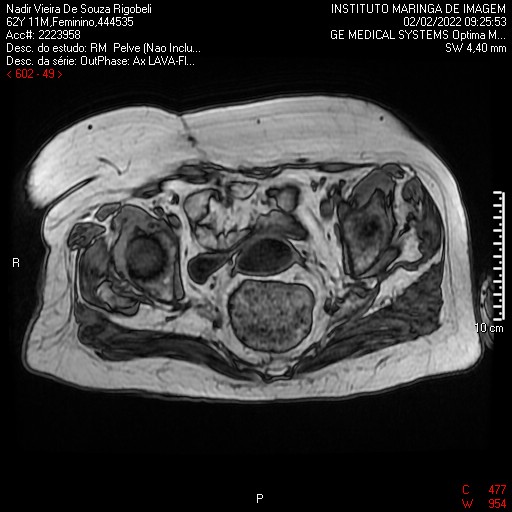 Nadir Vieira De Souza Rigobeli
62Y 11M,Feminino,444535
Acc#: 2223958
Desc. do estudo: RM Pelve (Nao Inclu...
Desc. da série: OutPhase: Ax LAVA-Fl...
< 602 - 49 >
INSTITUTO MARINGA DE IMAGEM
02/02/2022 09:25:53
GE MEDICAL SYSTEMS Optima M...
SW 4,40 mm
R
10 cm
P
C 477
W 954